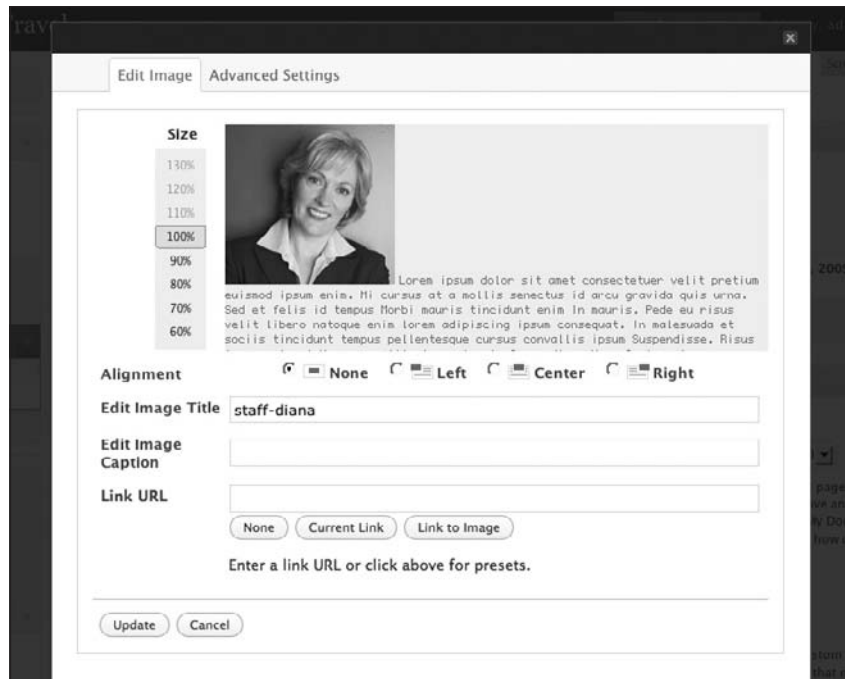 rav
Edit Image Advanced Settings
Size
130%
120%
110%
100%
90%
80%
70%
60%
Lorem ipsum dolor sit amet consectetuer velit pretium
euismod ipsum enim. Mi cursus at a mollis senectus id arcu gravida quis urna.
Sed et felis id tempus Morbi mauris tincidunt enim In mauris. Pede eu risus
velit libero natoque enim lorem adipiscing ipsum consequat. In malesuada et
sociis tincidunt tempus pellentesque cursus convallis ipsum Suspendisse. Risus
Alignment None Left Center Right
Edit Image Title staff-diana
Edit Image
Caption
Link URL
None Current Link Link to Image
Enter a link URL or click above for presets.
Update Cancel
, 2009
page